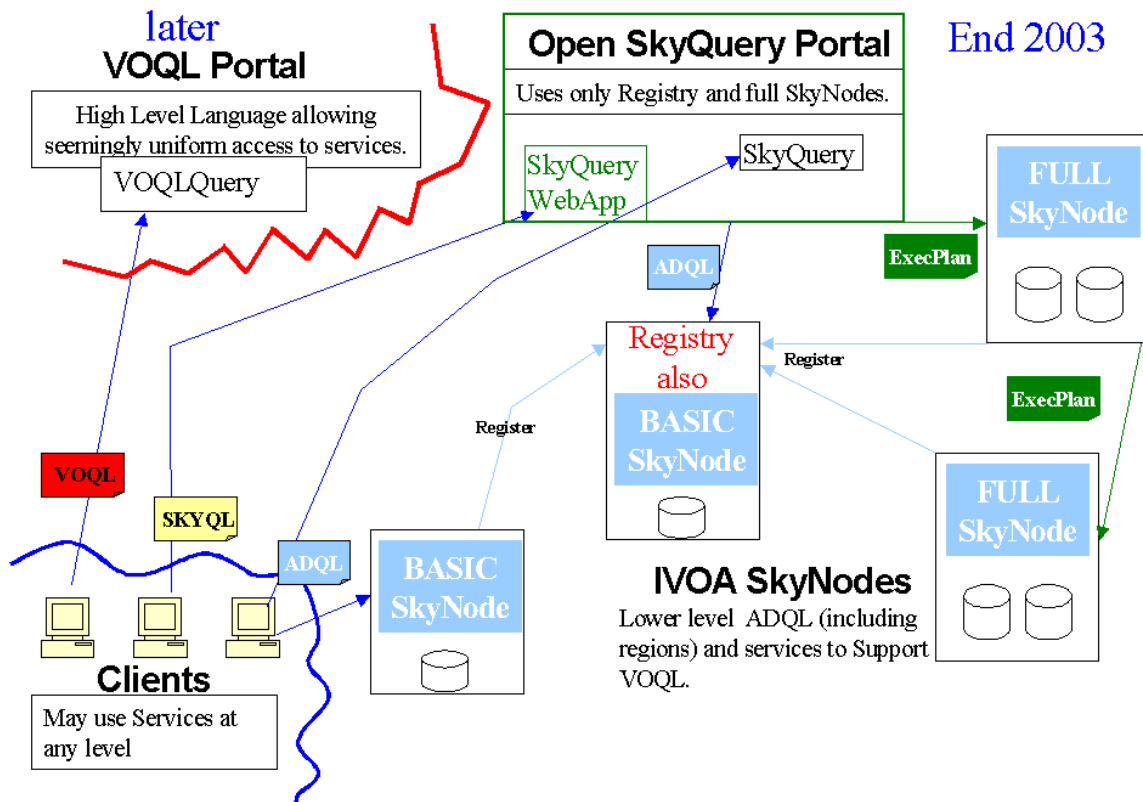 later
VOQL Portal
High Level Language allowing
seemingly uniform access to services.
VOQLQuery
Open SkyQuery Portal
Uses only Registry and full SkyNodes.
SkyQuery
WebApp
SkyQuery
End 2003
FULL
SkyNode
ADQL
ExecPlan
Registry
also
BASIC
SkyNode
Register
Register
ExecPlan
FULL
SkyNode
VOQL
SKYQL
ADQL
BASIC
SkyNode
IVOA SkyNodes
Lower level ADQL (including
regions) and services to Support
VOQL.
Clients
May use Services at
any level